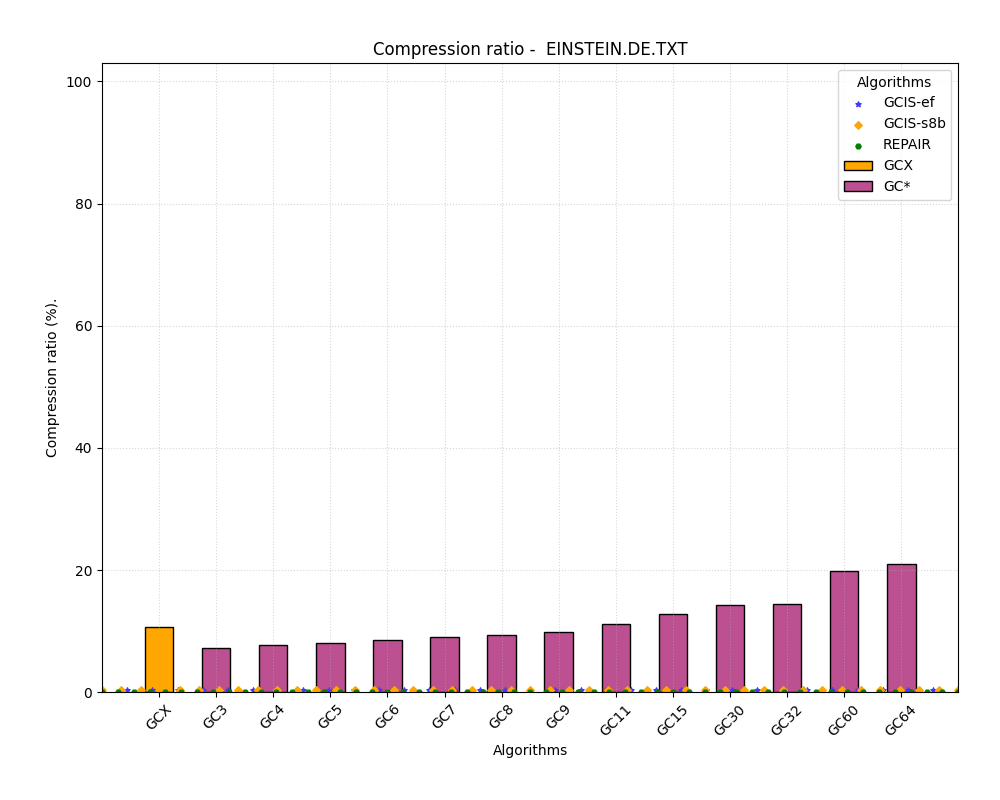 Compression ratio -  EINSTEIN.DE.TXT
Algorithms
GCIS-ef
GCIS-s8b
REPAIR
GCX
GC*
100
80
60
40
20
0
Compression ratio (%).
GCX
GC3
GC4
GC5
GC6
GC7
GC8
GC9
GC11
GC15
GC30
GC32
GC60
GC64
Algorithms